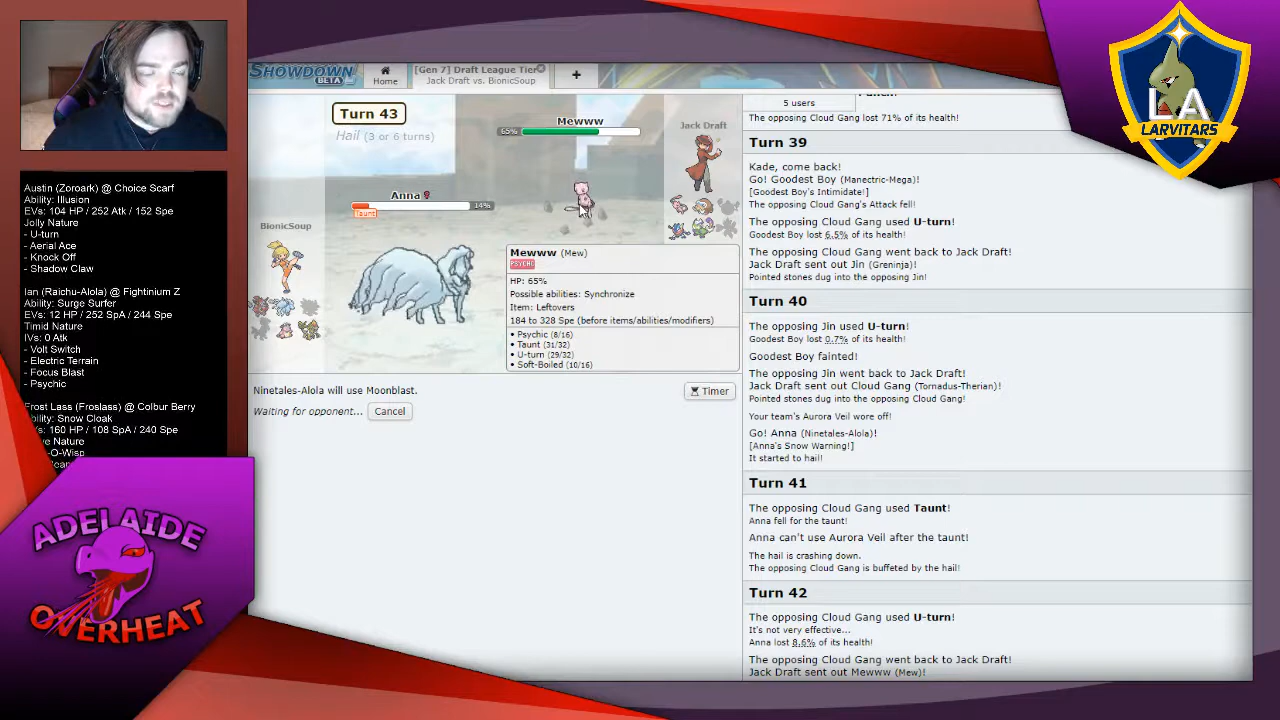 SHOWDOWN
BETA
Home
[Gen 7] Draft League Tier
Jack Draft vs. BionicSoup
+
Turn 43
Hail (3 or 6 turns)
Mewww
65%
Jack Draft
Anna
14%
Taunt
BionicSoup
Mewww (Mew)
PSYCHIC
HP: 65%
Possible abilities: Synchronize
Item: Leftovers
184 to 328 Spe (before items/abilities/modifiers)
• Psychic (8/16)
• Taunt (31/32)
• U-turn (29/32)
• Soft-Boiled (10/16)
Ninetales-Alola will use Moonblast.
Waiting for opponent...
Cancel
Timer
5 users
The opposing Cloud Gang lost 71% of its health!
Turn 39
Kade, come back!
Go! Goodest Boy (Manectric-Mega)!
[Goodest Boy's Intimidate!]
The opposing Cloud Gang's Attack fell!
The opposing Cloud Gang used U-turn!
Goodest Boy lost 6.5% of its health!
The opposing Cloud Gang went back to Jack Draft!
Jack Draft sent out Jin (Greninja)!
Pointed stones dug into the opposing Jin!
Turn 40
The opposing Jin used U-turn!
Goodest Boy lost 0.7% of its health!
Goodest Boy fainted!
The opposing Jin went back to Jack Draft!
Jack Draft sent out Cloud Gang (Tornadus-Therian)!
Pointed stones dug into the opposing Cloud Gang!
Your team's Aurora Veil wore off!
Go! Anna (Ninetales-Alola)!
[Anna's Snow Warning!]
It started to hail!
Turn 41
The opposing Cloud Gang used Taunt!
Anna fell for the taunt!
Anna can't use Aurora Veil after the taunt!
The hail is crashing down.
The opposing Cloud Gang is buffeted by the hail!
Turn 42
The opposing Cloud Gang used U-turn!
It's not very effective...
Anna lost 8.6% of its health!
The opposing Cloud Gang went back to Jack Draft!
Jack Draft sent out Mewww (Mew)!
Austin (Zoroark) @ Choice Scarf
Ability: Illusion
EVs: 104 HP / 252 Atk / 152 Spe
Jolly Nature
- U-turn
- Aerial Ace
- Knock Off
- Shadow Claw
Ian (Raichu-Alola) @ Fightinium Z
Ability: Surge Surfer
EVs: 12 HP / 252 SpA / 244 Spe
Timid Nature
IVs: 0 Atk
- Volt Switch
- Electric Terrain
- Focus Blast
- Psychic
Frost Lass (Froslass) @ Colbur Berry
bility: Snow Cloak
s: 160 HP / 108 SpA / 240 Spe
ve Nature
-O-Wisp
ADELAIDE
OVERHEAT
LA
LARVITARS